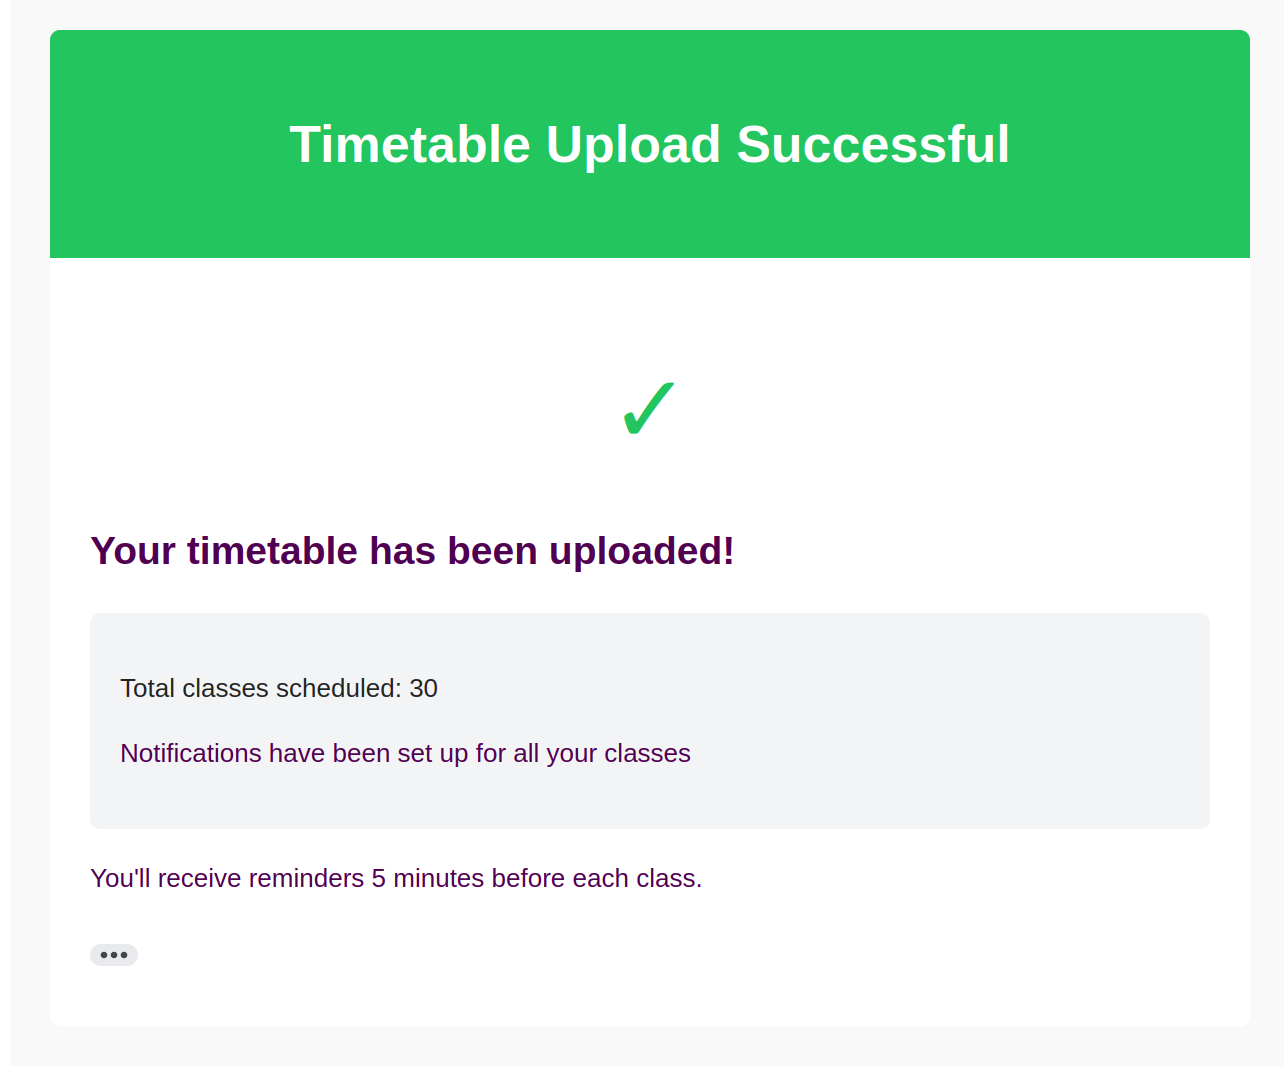 Timetable Upload Successful
✓
Your timetable has been uploaded!
Total classes scheduled: 30
Notifications have been set up for all your classes
You'll receive reminders 5 minutes before each class.
•••